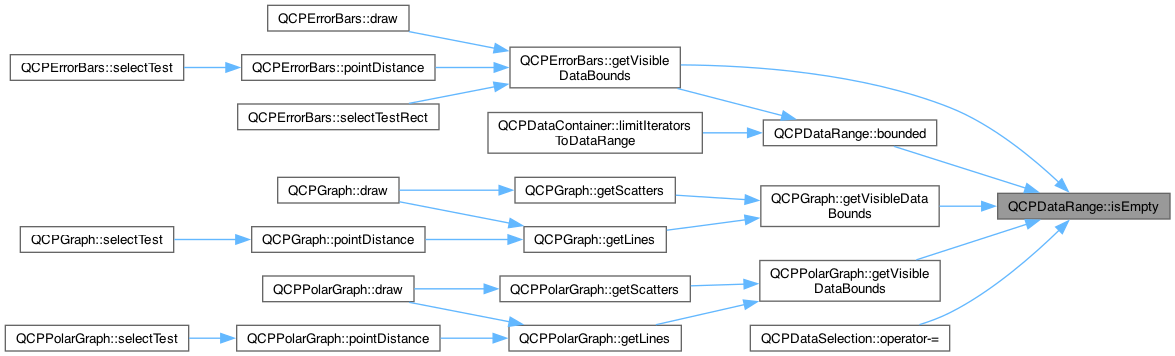 QCPErrorBars::draw
QCPErrorBars::selectTest
QCPErrorBars::pointDistance
QCPErrorBars::getVisible
DataBounds
QCPErrorBars::selectTestRect
QCPDataContainer::limitIterators
ToDataRange
QCPDataRange::bounded
QCPGraph::draw
QCPGraph::getScatters
QCPGraph::getVisibleData
Bounds
QCPDataRange::isEmpty
QCPGraph::selectTest
QCPGraph::pointDistance
QCPGraph::getLines
QCPPolarGraph::draw
QCPPolarGraph::getScatters
QCPPolarGraph::getVisible
DataBounds
QCPPolarGraph::selectTest
QCPPolarGraph::pointDistance
QCPPolarGraph::getLines
QCPDataSelection::operator-=